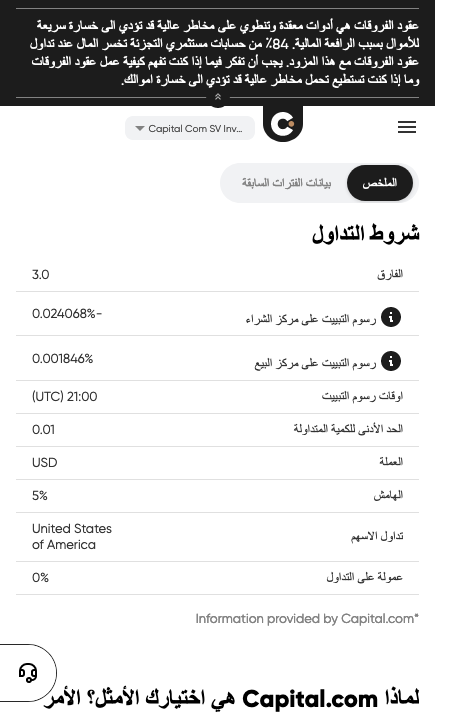 عقود الفروقات هي أدوات معقدة وتنطوي على مخاطر عالية قد تؤدي الى خسارة سريعة
للأموال بسبب الرافعة المالية. 84٪ من حسابات مستثمري التجزئة تخسر المال عند تداول
عقود الفروقات مع هذا المزود. يجب أن تفكر فيما إذا كنت تفهم كيفية عمل عقود الفروقات
وما إذا كنت تستطيع تحمل مخاطر عالية قد تؤدي الى خسارة اموالك.
Capital Com SV Inv...
الملخص
بيانات الفترات السابقة
شروط التداول
الفارق 3.0
رسوم التبييت على مركز الشراء -0.024068%
رسوم التبييت على مركز البيع 0.001846%
اوقات رسوم التبييت 21:00 (UTC)
الحد الأدنى للكمية المتداولة 0.01
العملة USD
الهامش 5%
تداول الاسهم United States
of America
عمولة على التداول 0%
Information provided by Capital.com*
لماذا Capital.com هي اختيارك الأمثل؟ الأمر